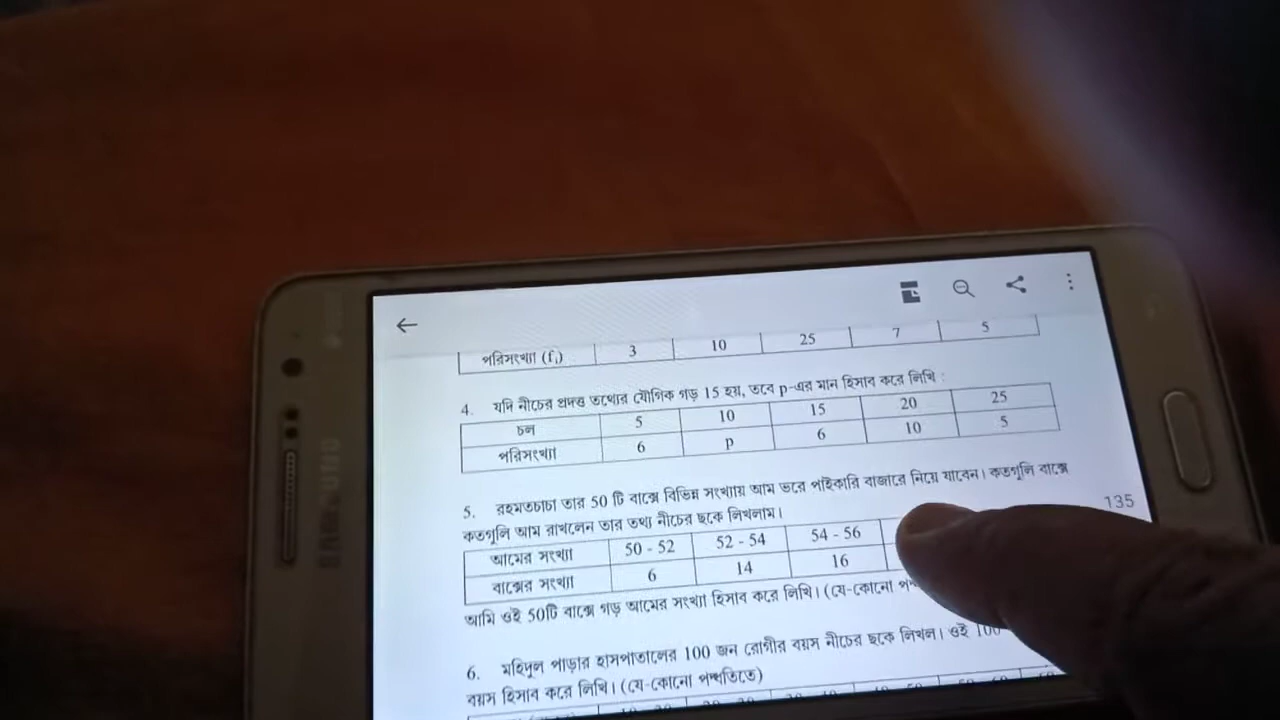 পরিসংখ্যা (fᵢ) 3 10 25 7 5
4. যদি নীচের প্রদত্ত তথ্যের যৌগিক গড় 15 হয়, তবে p-এর মান হিসাব করে লিখি :
চল 5 10 15 20 25
পরিসংখ্যা 6 p 6 10 5
5. রহমতচাচা তার 50 টি বাক্সে বিভিন্ন সংখ্যায় আম ভরে পাইকারি বাজারে নিয়ে যাবেন। কতগুলি বাক্সে
135
কতগুলি আম রাখলেন তার তথ্য নীচের ছকে লিখলাম।
আমের সংখ্যা 50 - 52 52 - 54 54 - 56
বাক্সের সংখ্যা 6 14 16
আমি ওই 50টি বাক্সে গড় আমের সংখ্যা হিসাব করে লিখি। (যে-কোনো
6. মহিদুল পাড়ার হাসপাতালের 100 জন রোগীর বয়স নীচের ছকে লিখল। ওই 100
বয়স হিসাব করে লিখি। (যে-কোনো পদ্ধতিতে)
SAMSUNG